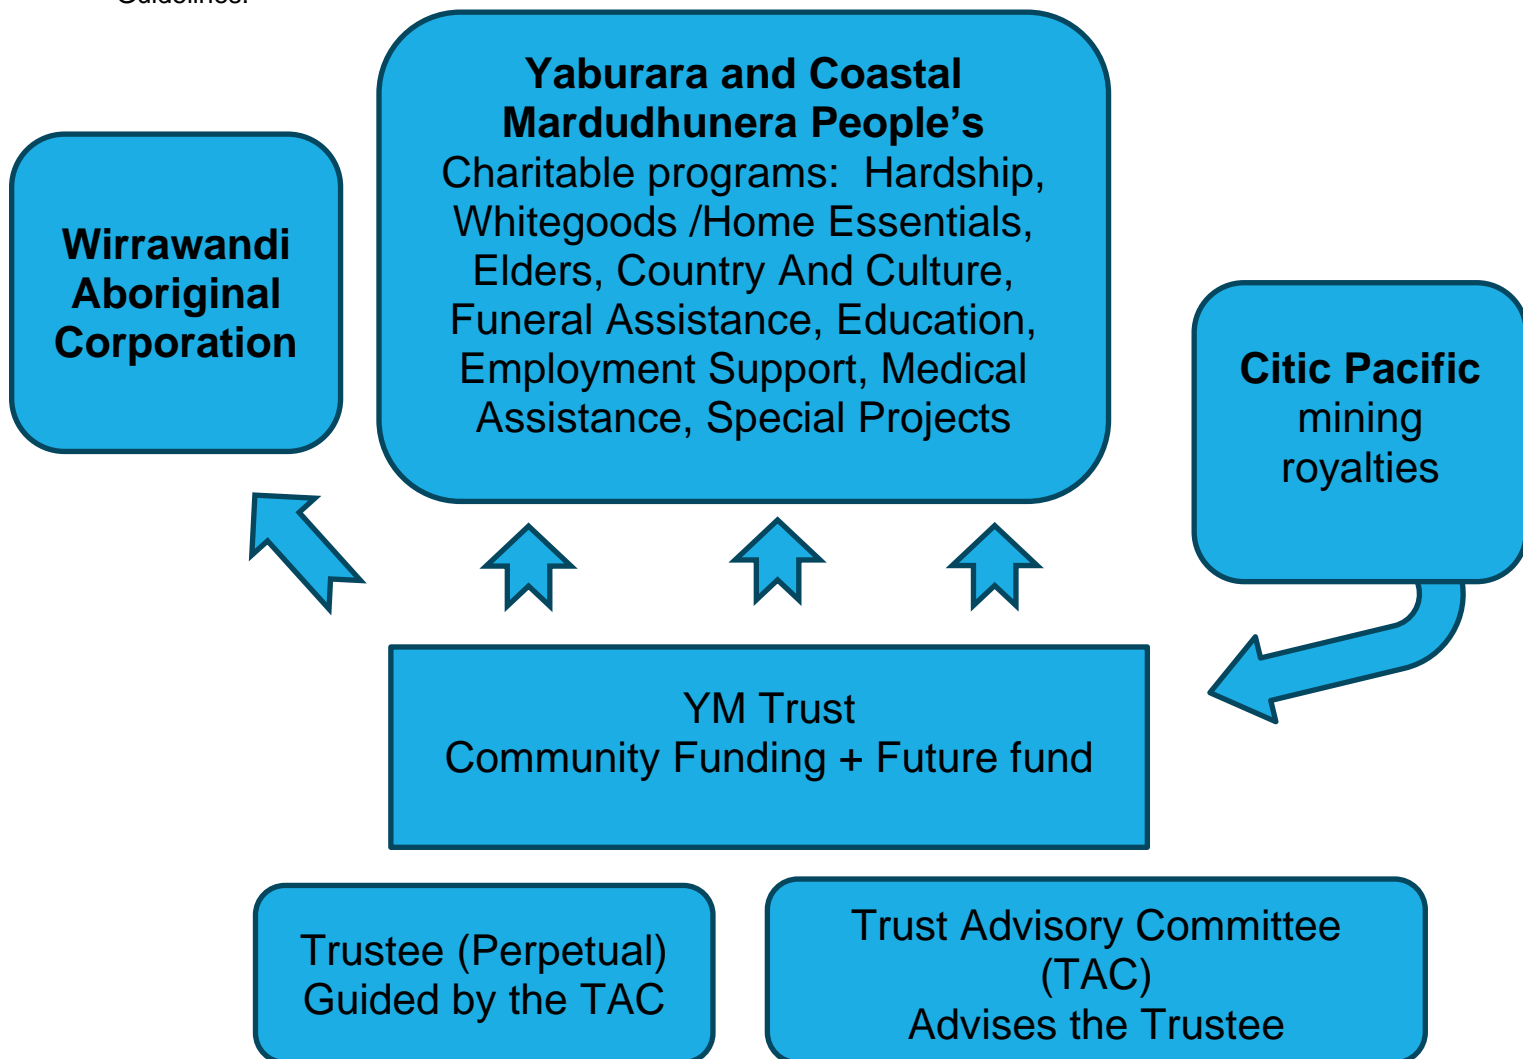 Guidelines.
Yaburara and Coastal
Mardudhunera People’s
Charitable programs:  Hardship,
Whitegoods /Home Essentials,
Elders, Country And Culture,
Funeral Assistance, Education,
Employment Support, Medical
Assistance, Special Projects
Wirrawandi
Aboriginal
Corporation
Citic Pacific
mining
royalties
YM Trust
Community Funding + Future fund
Trustee (Perpetual)
Guided by the TAC
Trust Advisory Committee
(TAC)
Advises the Trustee